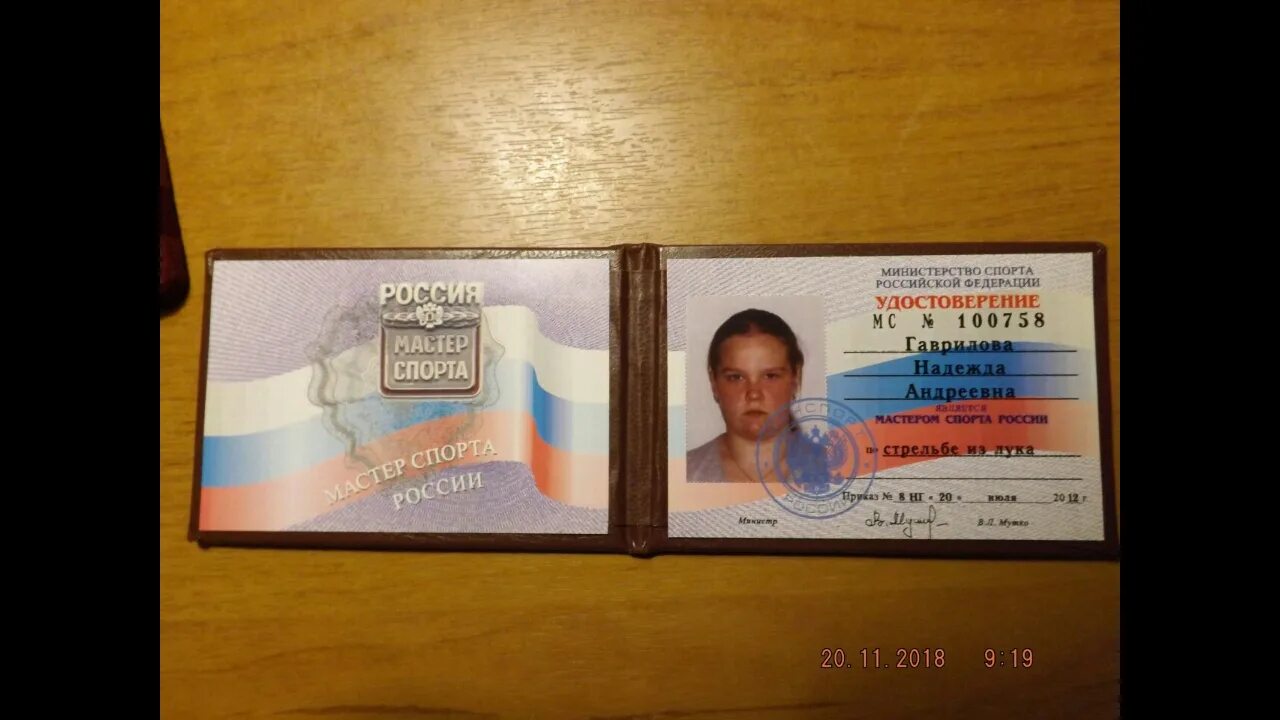 РОССИЯ
МАСТЕР
СПОРТА
МАСТЕР СПОРТА
РОССИИ
МИНИСТЕРСТВО СПОРТА
РОССИЙСКОЙ ФЕДЕРАЦИИ
УДОСТОВЕРЕНИЕ
МС № 100758
Гаврилова
Надежда
Андреевна
является
МАСТЕРОМ СПОРТА РОССИИ
по стрельбе из лука
Приказ № 8 НГ « 20 » июля 2012 г
Министр В.Л. Мутко
РОССИИ
20.11.2018 9:19